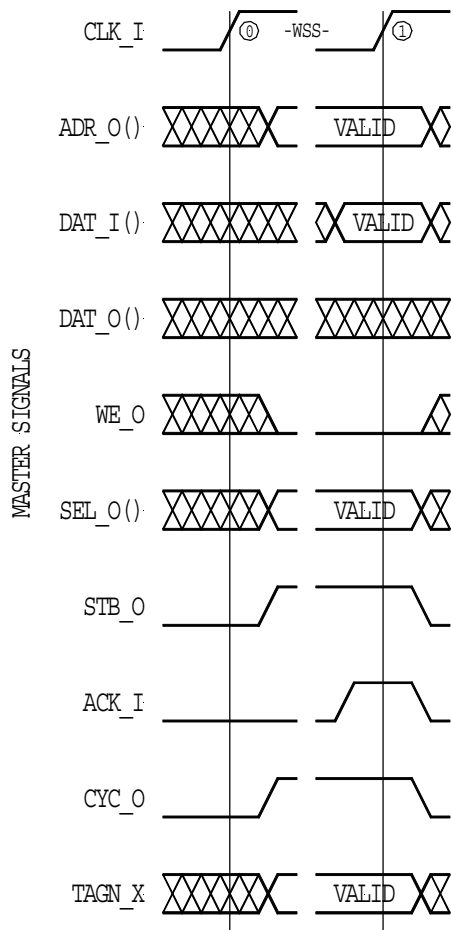 CLK_I
0 -WSS- 1
ADR_O() VALID
DAT_I() VALID
DAT_O()
WE_O
MASTER SIGNALS
SEL_O() VALID
STB_O
ACK_I
CYC_O
TAGN_X VALID